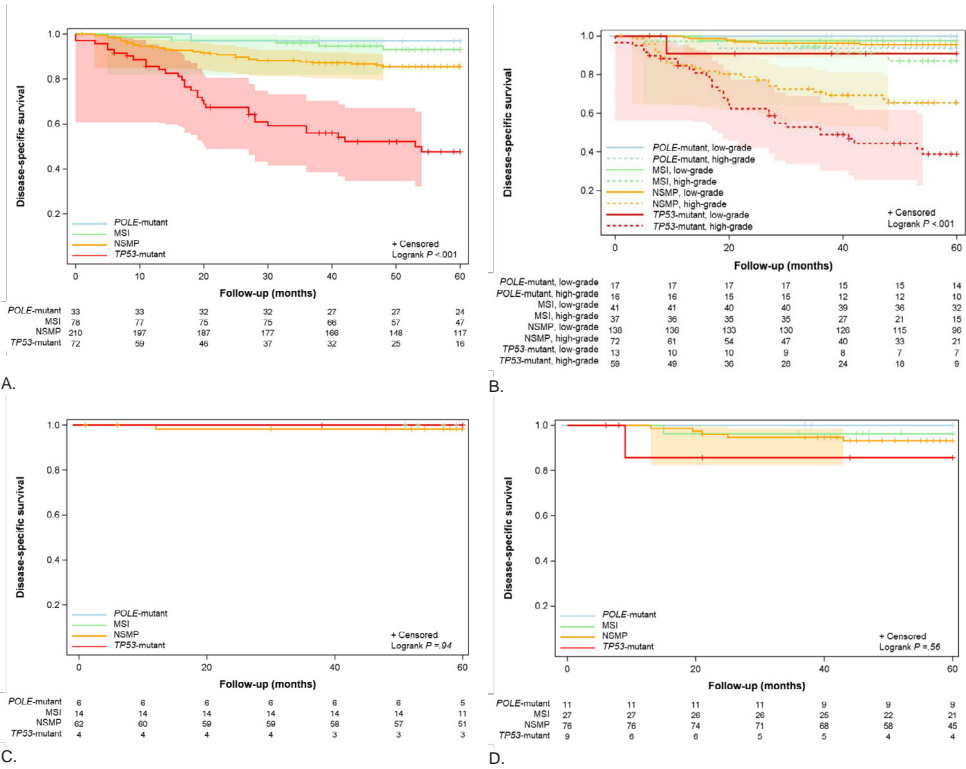 1.0
0.8
0.6
0.4
0.2
Disease-specific survival
POLE-mutant
MSI
NSMP
TP53-mutant
+ Censored
Logrank P <.001
0 10 20 30 40 50 60
Follow-up (months)
POLE-mutant 33 33 32 32 27 27 24
MSI 78 77 75 75 66 57 47
NSMP 210 197 187 177 166 148 117
TP53-mutant 72 59 46 37 32 25 16
A.
B.
1.0
0.8
0.6
0.4
0.2
Disease-specific survival
POLE-mutant, low-grade
POLE-mutant, high-grade
MSI, low-grade
MSI, high-grade
NSMP, low-grade
NSMP, high-grade
TP53-mutant, low-grade
TP53-mutant, high-grade
+ Censored
Logrank P <.001
0 20 40 60
Follow-up (months)
POLE-mutant, low-grade 17 17 17 17 15 15 14
POLE-mutant, high-grade 16 16 15 15 12 12 10
MSI, low-grade 41 41 40 40 39 36 32
MSI, high-grade 37 36 35 35 27 21 15
NSMP, low-grade 138 136 133 130 126 115 96
NSMP, high-grade 72 61 54 47 40 33 21
TP53-mutant, low-grade 13 10 10 9 8 7 7
TP53-mutant, high-grade 59 49 36 28 24 18 9
1.0
0.8
0.6
0.4
0.2
Disease-specific survival
POLE-mutant
MSI
NSMP
TP53-mutant
+ Censored
Logrank P =.94
0 20 40 60
Follow-up (months)
POLE-mutant 6 6 6 6 6 6 5
MSI 14 14 14 14 14 14 11
NSMP 62 60 59 59 58 57 51
TP53-mutant 4 4 4 4 3 3 3
C.
1.0
0.8
0.6
0.4
0.2
Disease-specific survival
POLE-mutant
MSI
NSMP
TP53-mutant
+ Censored
Logrank P =.56
0 20 40 60
Follow-up (months)
POLE-mutant 11 11 11 11 9 9 9
MSI 27 27 26 26 25 22 21
NSMP 76 76 74 71 68 58 45
TP53-mutant 9 6 6 5 5 4 4
D.